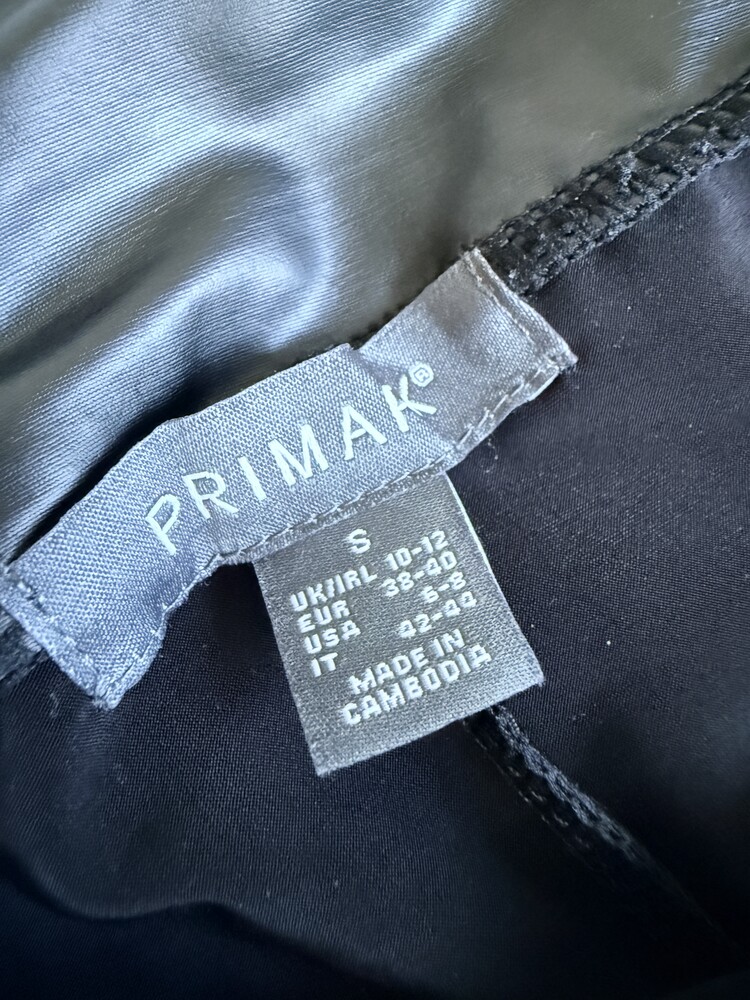 PRIMAK®
S
UK/IRL 10-12
EUR 38-40
USA 6-8
IT 42-44
MADE IN
CAMBODIA